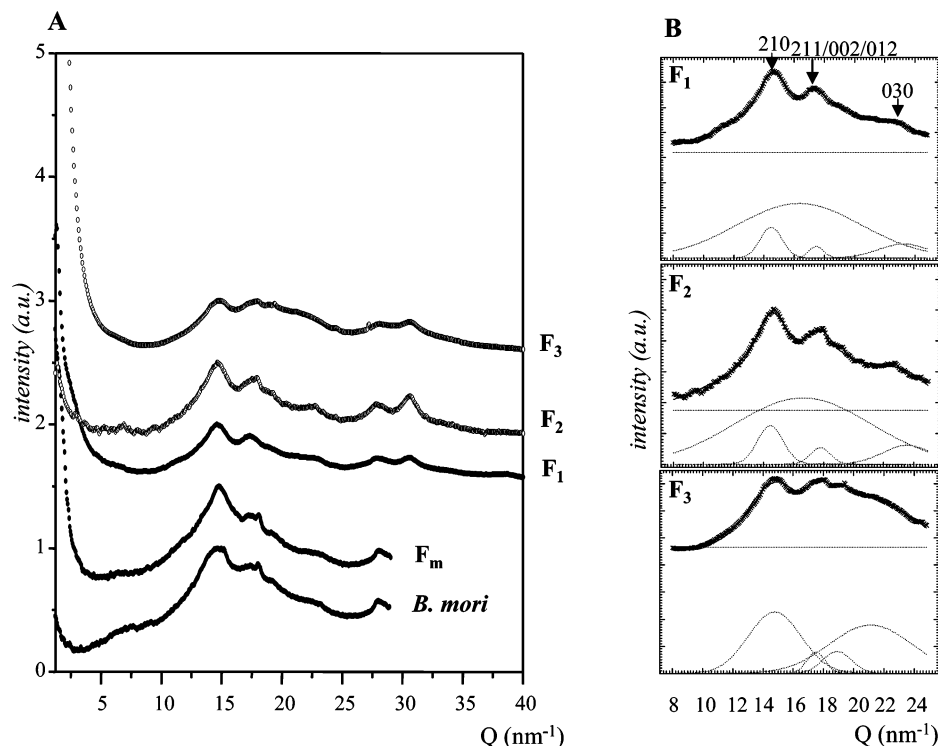 A
5
4
3
2
1
0
intensity (a.u.)
F3
F2
F1
Fm
B. mori
5 10 15 20 25 30 35 40
Q (nm-1)
B
210 211/002/012
030
F1
F2
F3
intensity (a.u.)
8 10 12 14 16 18 20 22 24
Q (nm-1)